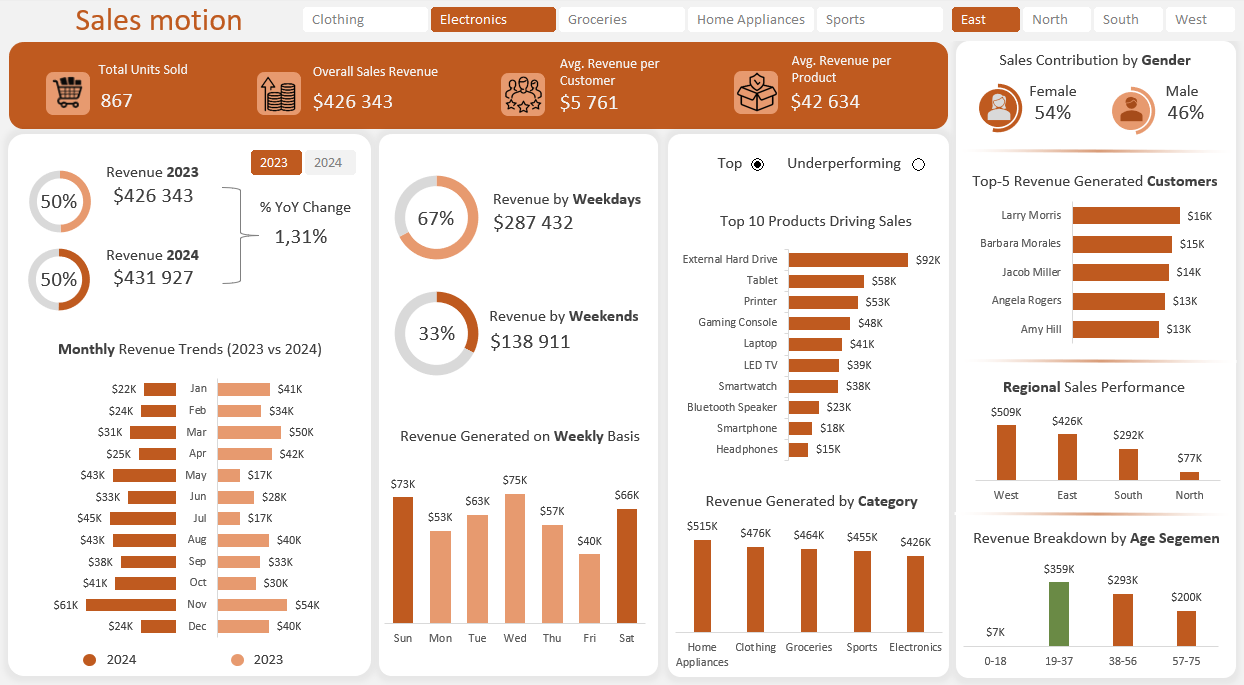 Sales motion
Clothing
Electronics
Groceries
Home Appliances
Sports
East
North
South
West
Total Units Sold
867
Overall Sales Revenue
$426 343
Avg. Revenue per
Customer
$5 761
Avg. Revenue per
Product
$42 634
Sales Contribution by Gender
Female
54%
Male
46%
2023
2024
50%
Revenue 2023
$426 343
% YoY Change
1,31%
50%
Revenue 2024
$431 927
Monthly Revenue Trends (2023 vs 2024)
$22K Jan $41K
$24K Feb $34K
$31K Mar $50K
$25K Apr $42K
$43K May $17K
$33K Jun $28K
$45K Jul $17K
$43K Aug $40K
$38K Sep $33K
$41K Oct $30K
$61K Nov $54K
$24K Dec $40K
2024
2023
67%
Revenue by Weekdays
$287 432
33%
Revenue by Weekends
$138 911
Revenue Generated on Weekly Basis
$73K $53K $63K $75K $57K $40K $66K
Sun Mon Tue Wed Thu Fri Sat
Top
Underperforming
Top 10 Products Driving Sales
External Hard Drive $92K
Tablet $58K
Printer $53K
Gaming Console $48K
Laptop $41K
LED TV $39K
Smartwatch $38K
Bluetooth Speaker $23K
Smartphone $18K
Headphones $15K
Revenue Generated by Category
$515K $476K $464K $455K $426K
Home Clothing Groceries Sports Electronics
Appliances
Top-5 Revenue Generated Customers
Larry Morris $16K
Barbara Morales $15K
Jacob Miller $14K
Angela Rogers $13K
Amy Hill $13K
Regional Sales Performance
$509K $426K $292K $77K
West East South North
Revenue Breakdown by Age Segemen
$7K $359K $293K $200K
0-18 19-37 38-56 57-75